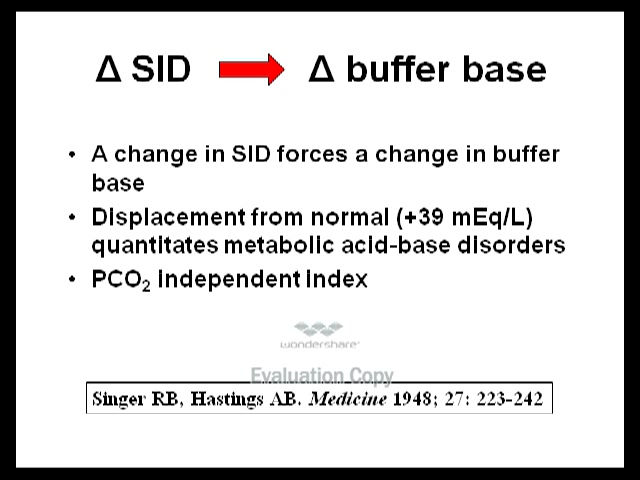 Δ SID Δ buffer base
• A change in SID forces a change in buffer
base
• Displacement from normal (+39 mEq/L)
quantitates metabolic acid-base disorders
• PCO₂ independent index
wondershare
Evaluation Copy
Singer RB, Hastings AB. Medicine 1948; 27: 223-242